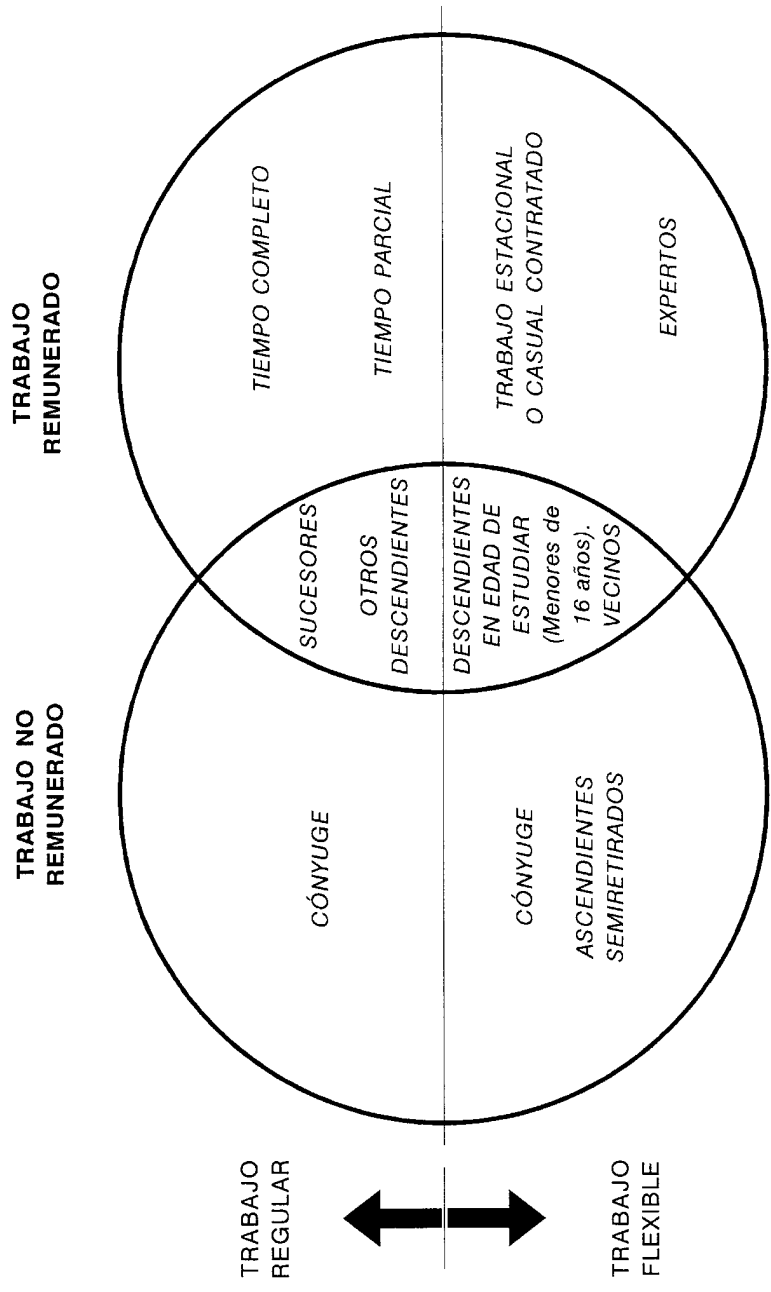 TRABAJO NO
REMUNERADO
TRABAJO
REMUNERADO
TRABAJO
REGULAR
CÓNYUGE
SUCESORES
OTROS
DESCENDIENTES
TIEMPO COMPLETO
TIEMPO PARCIAL
TRABAJO
FLEXIBLE
CÓNYUGE
ASCENDIENTES
SEMIRETIRADOS
DESCENDIENTES
EN EDAD DE
ESTUDIAR
(Menores de
16 años).
VECINOS
TRABAJO ESTACIONAL
O CASUAL CONTRATADO
EXPERTOS